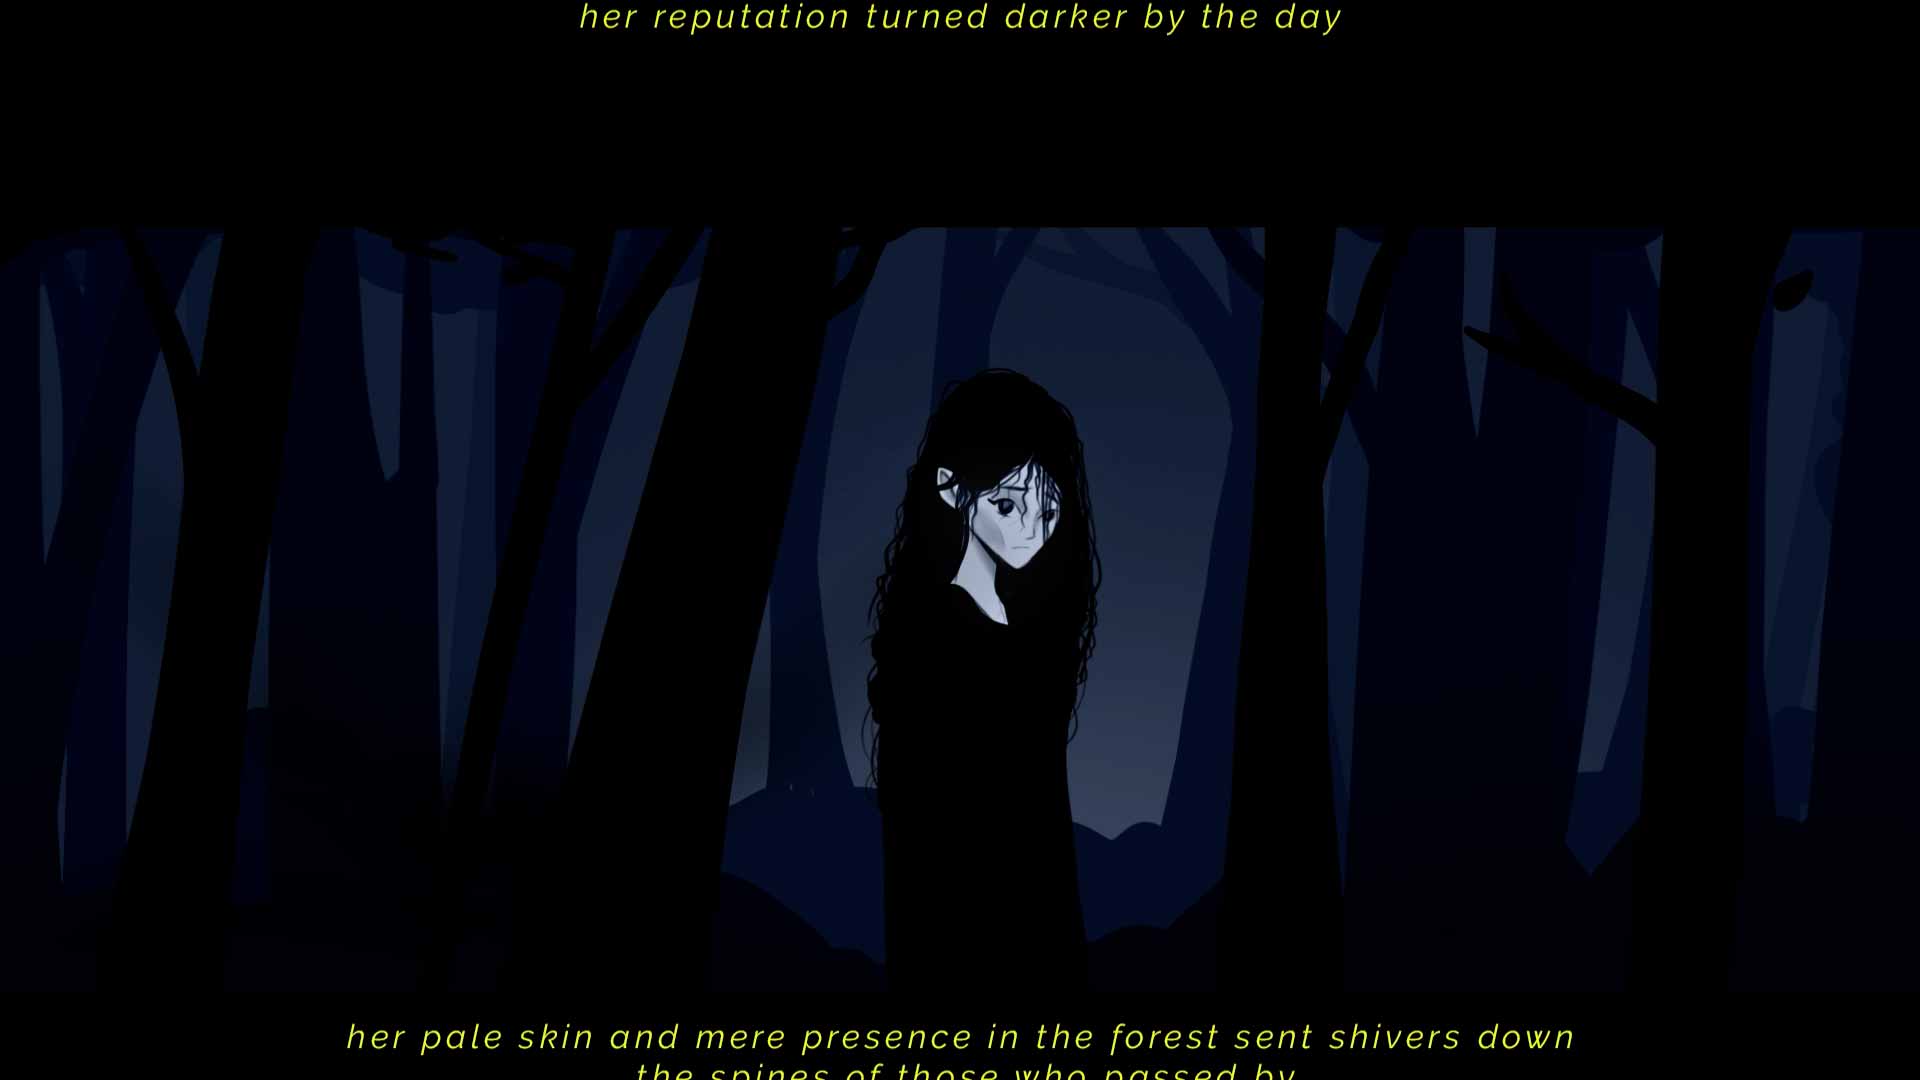 her reputation turned darker by the day
her pale skin and mere presence in the forest sent shivers down
the spines of those who passed by